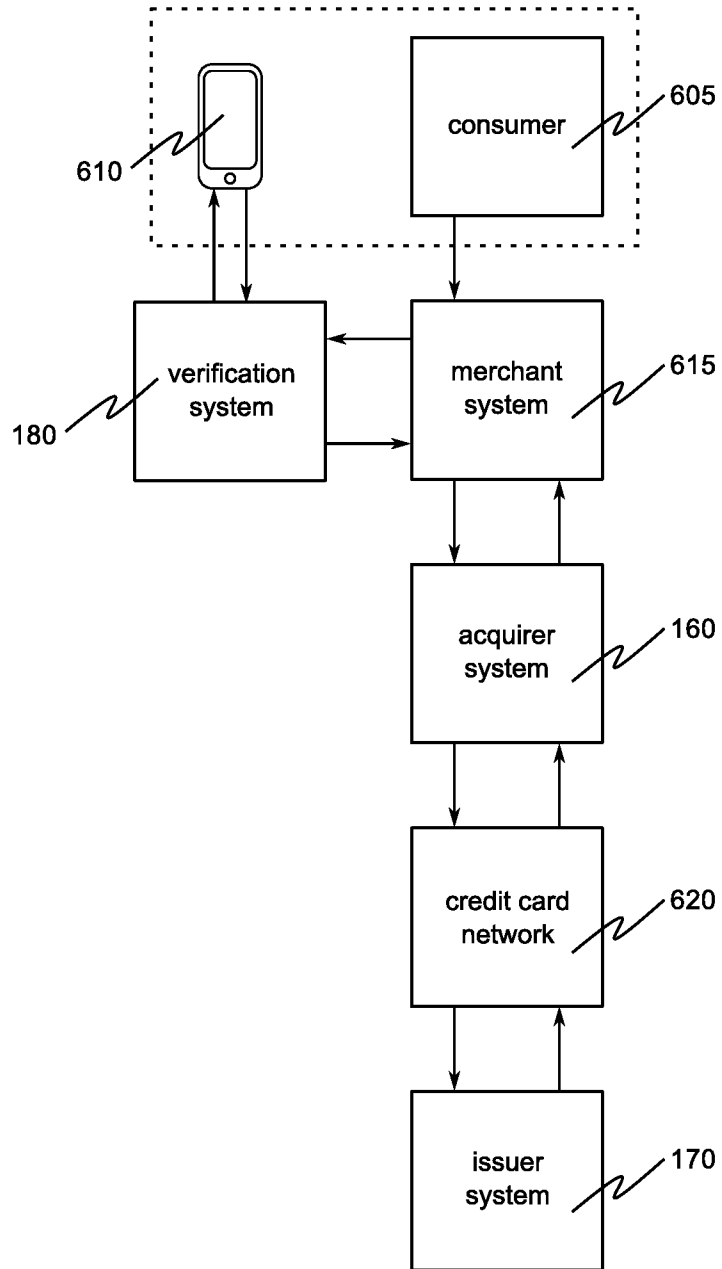 consumer
605
610
verification
system
180
merchant
system
615
acquirer
system
160
credit card
network
620
issuer
system
170